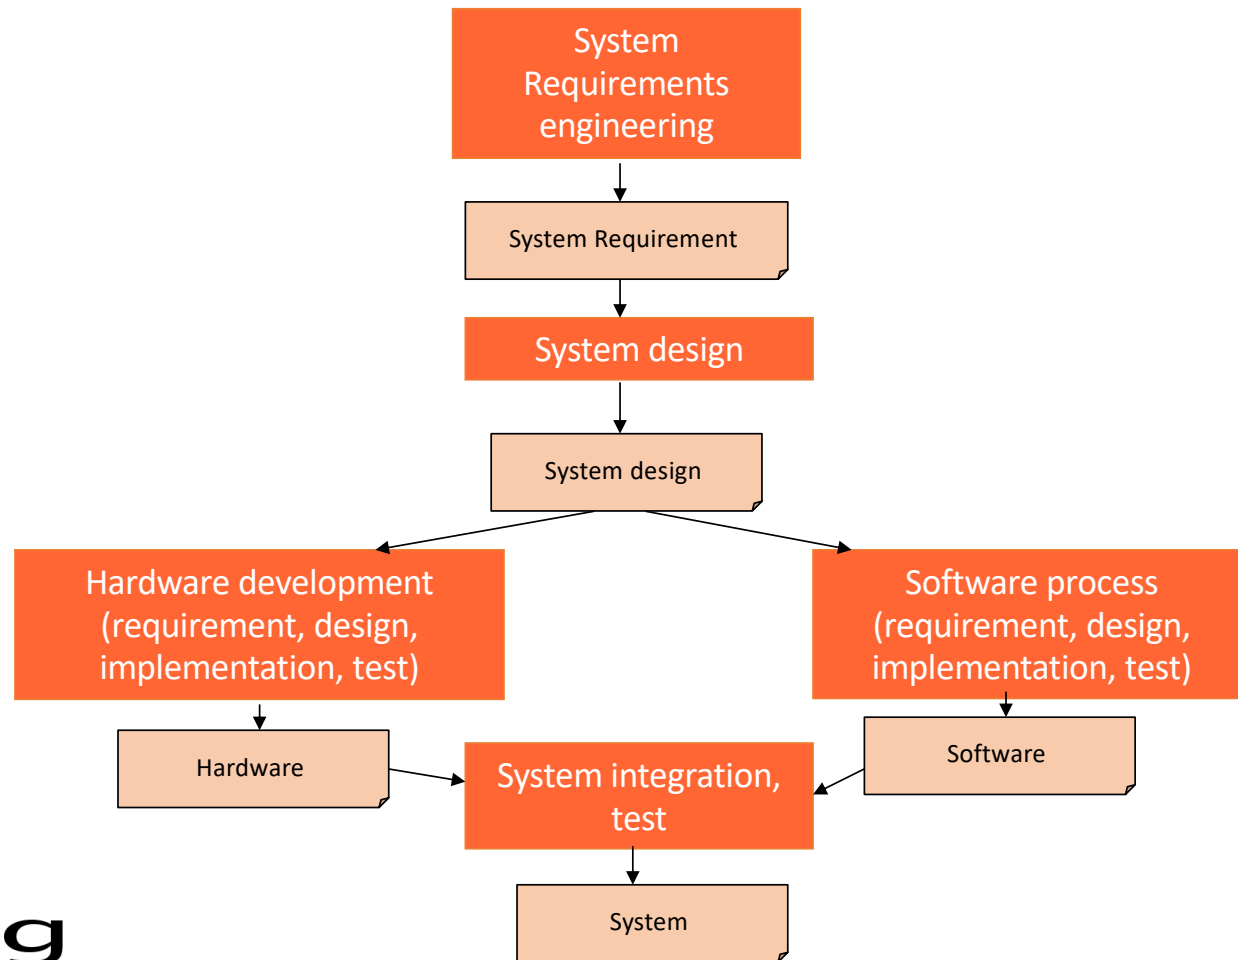 System
Requirements
engineering
System Requirement
System design
System design
Hardware development
(requirement, design,
implementation, test)
Software process
(requirement, design,
implementation, test)
Hardware
System integration,
test
Software
System
g